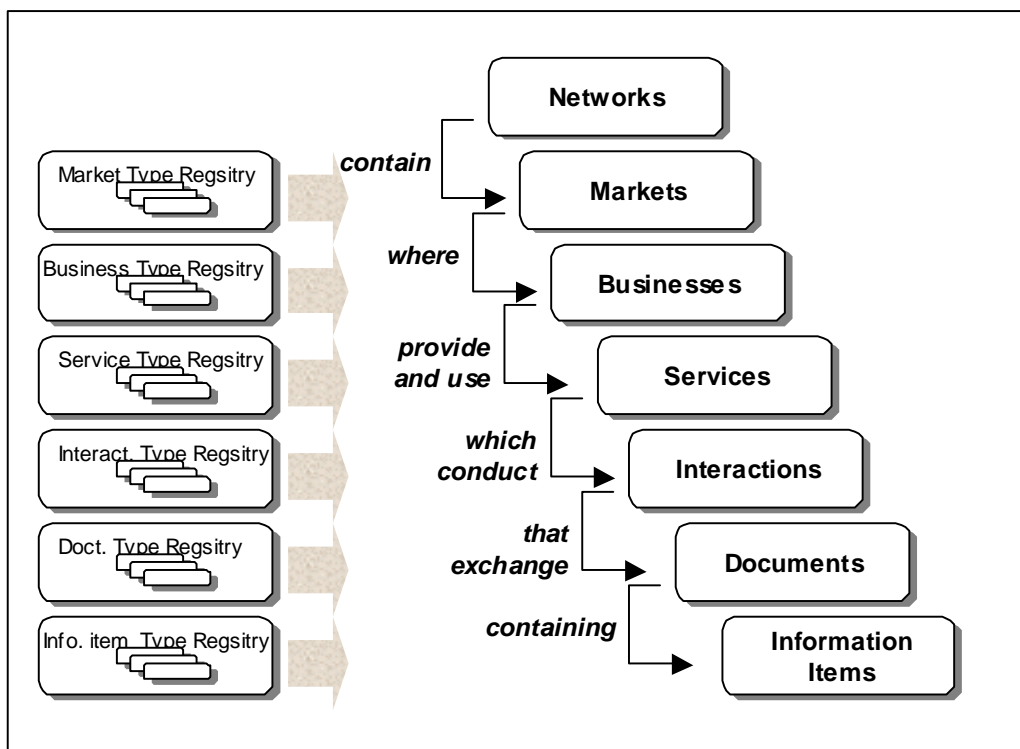 Networks
contain
Market Type Regsitry
Markets
where
Business Type Regsitry
Businesses
provide
and use
Service Type Regsitry
Services
which
conduct
Interact. Type Regsitry
Interactions
that
exchange
Doct. Type Regsitry
Documents
containing
Info. item. Type Regsitry
Information
Items